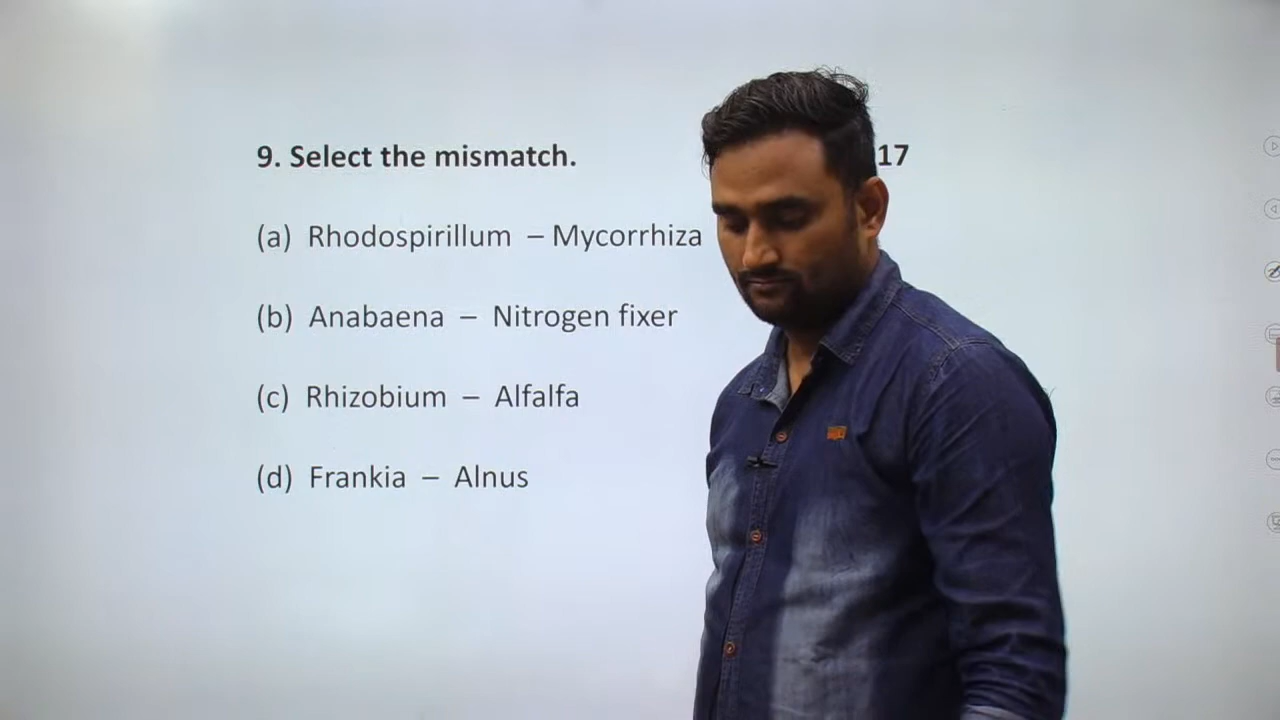 9. Select the mismatch. 17
(a) Rhodospirillum – Mycorrhiza
(b) Anabaena – Nitrogen fixer
(c) Rhizobium – Alfalfa
(d) Frankia – Alnus